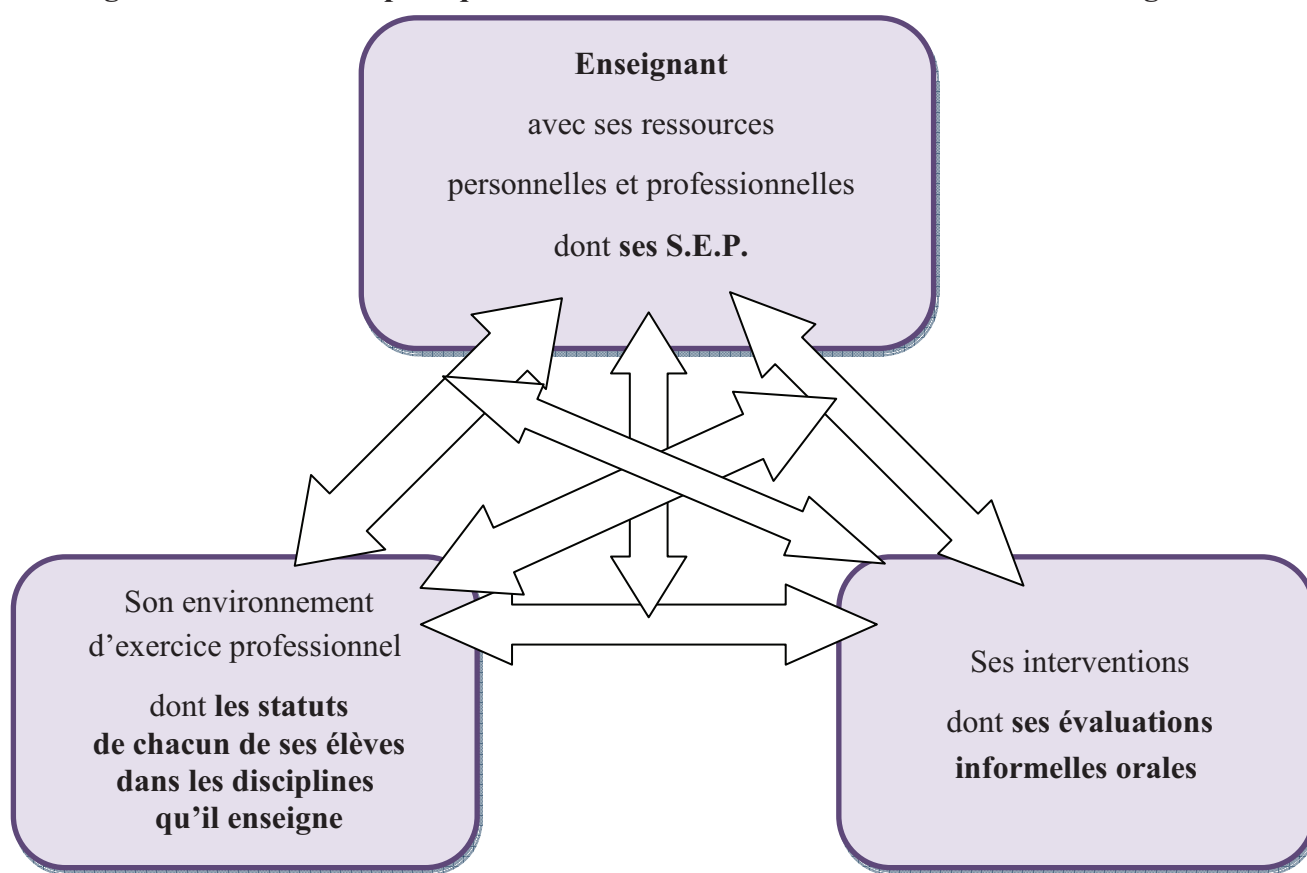 Enseignant
avec ses ressources
personnelles et professionnelles
dont ses S.E.P.
Son environnement
d’exercice professionnel
dont les statuts
de chacun de ses élèves
dans les disciplines
qu’il enseigne
Ses interventions
dont ses évaluations
informelles orales